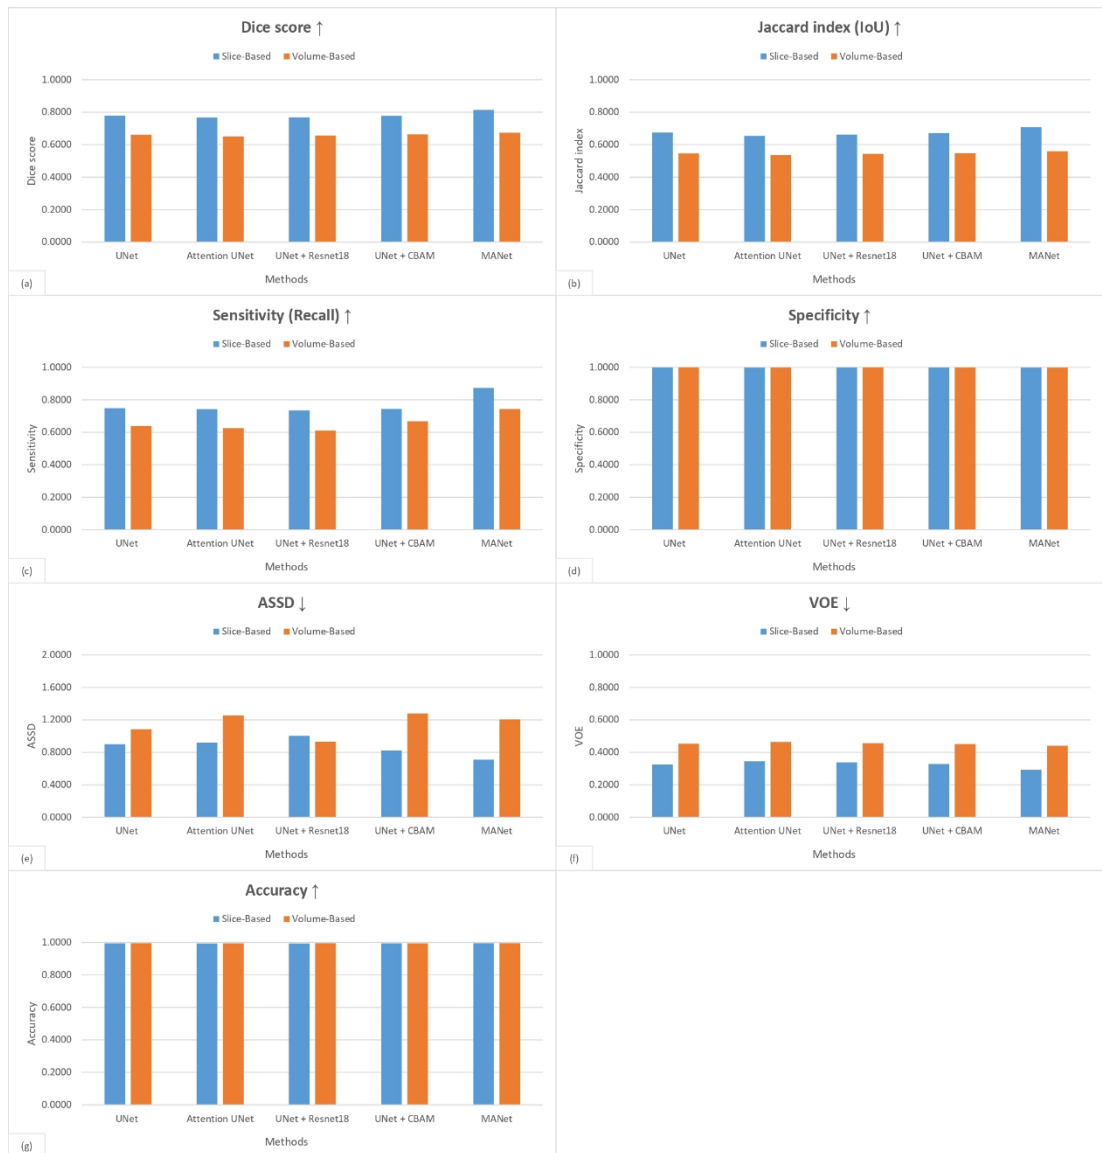 Dice score ↑
Slice-Based Volume-Based
1.0000
0.8000
0.6000
0.4000
0.2000
0.0000
Dice score
UNet Attention UNet UNet + Resnet18 UNet + CBAM MANet
Methods
(a)
Jaccard index (IoU) ↑
Slice-Based Volume-Based
1.0000
0.8000
0.6000
0.4000
0.2000
0.0000
Jaccard index
UNet Attention UNet UNet + Resnet18 UNet + CBAM MANet
Methods
(b)
Sensitivity (Recall) ↑
Slice-Based Volume-Based
1.0000
0.8000
0.6000
0.4000
0.2000
0.0000
Sensitivity
UNet Attention UNet UNet + Resnet18 UNet + CBAM MANet
Methods
(c)
Specificity ↑
Slice-Based Volume-Based
1.0000
0.8000
0.6000
0.4000
0.2000
0.0000
Specificity
UNet Attention UNet UNet + Resnet18 UNet + CBAM MANet
Methods
(d)
ASSD ↓
Slice-Based Volume-Based
2.0000
1.6000
1.2000
0.8000
0.4000
0.0000
ASSD
UNet Attention UNet UNet + Resnet18 UNet + CBAM MANet
Methods
(e)
VOE ↓
Slice-Based Volume-Based
1.0000
0.8000
0.6000
0.4000
0.2000
0.0000
VOE
UNet Attention UNet UNet + Resnet18 UNet + CBAM MANet
Methods
(f)
Accuracy ↑
Slice-Based Volume-Based
1.0000
0.8000
0.6000
0.4000
0.2000
0.0000
Accuracy
UNet Attention UNet UNet + Resnet18 UNet + CBAM MANet
Methods
(g)